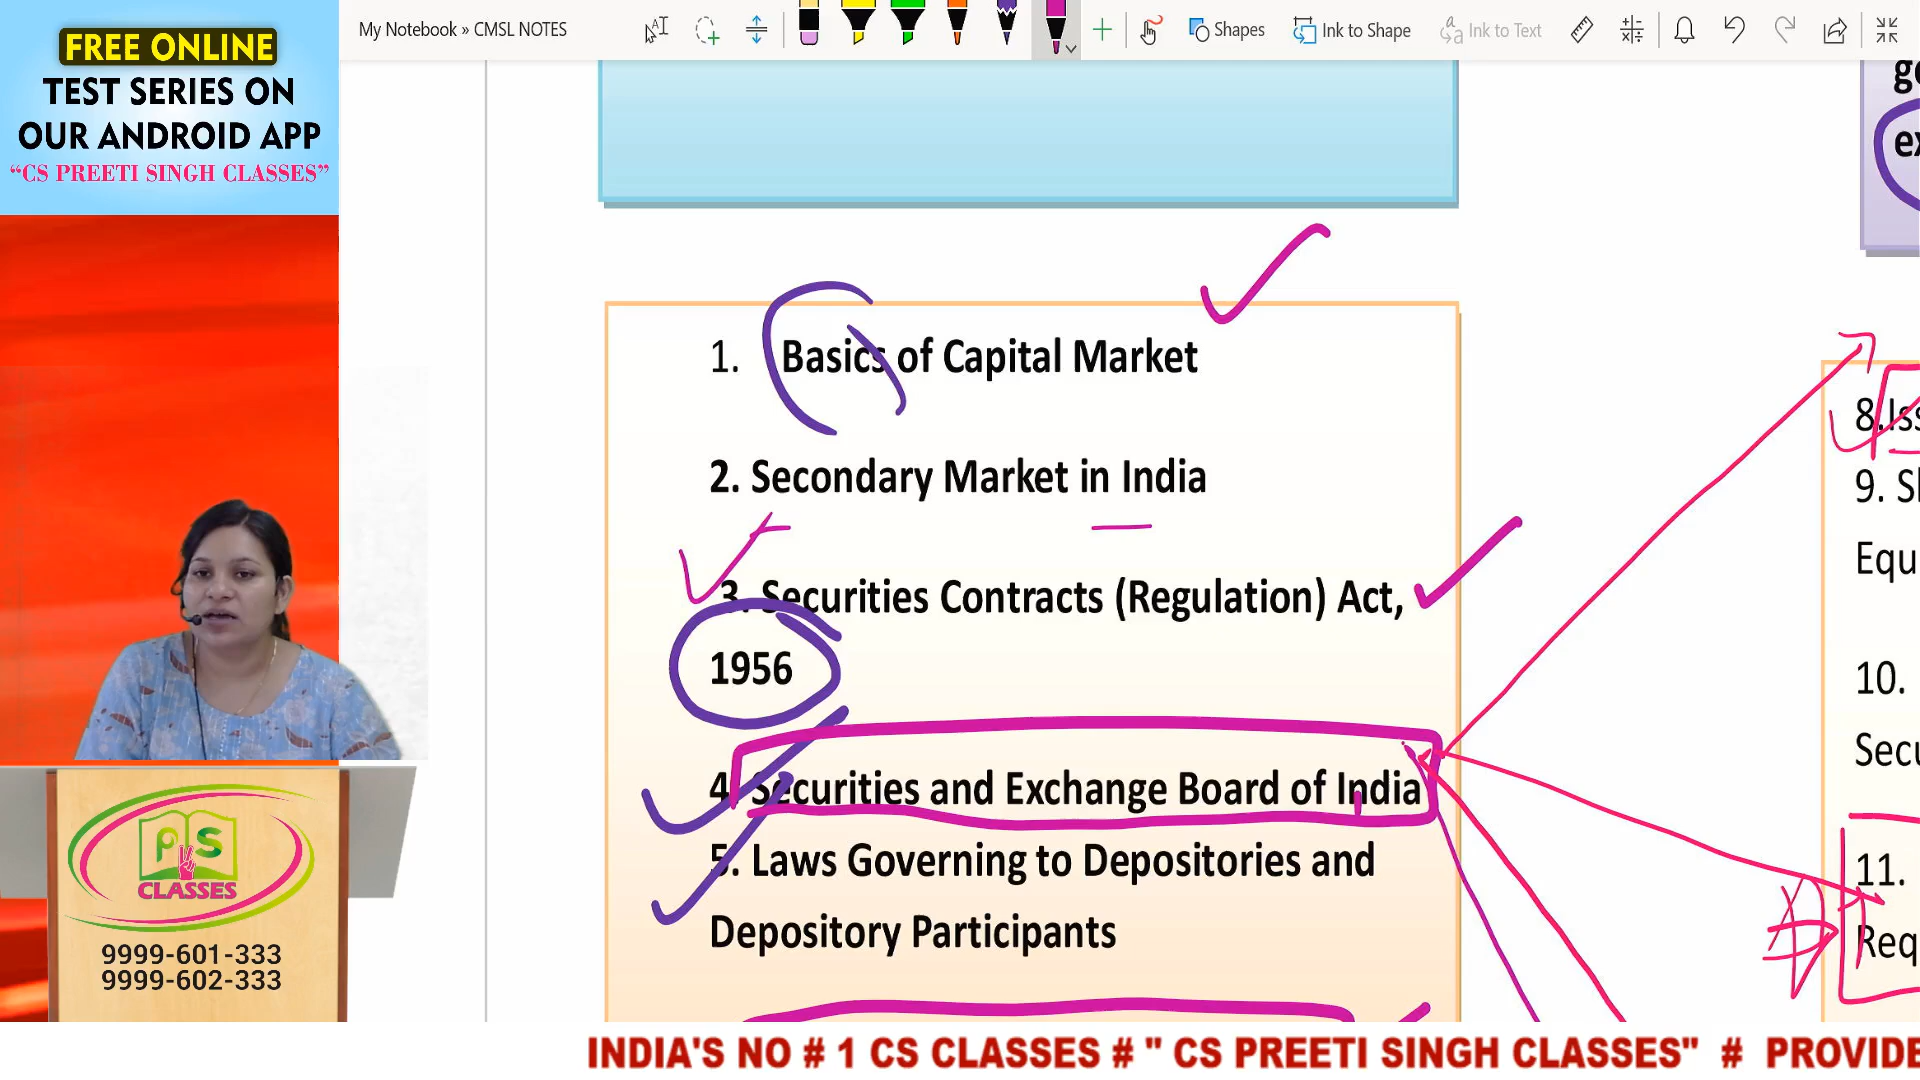 FREE ONLINE
TEST SERIES ON
OUR ANDROID APP
“CS PREETI SINGH CLASSES”
My Notebook » CMSL NOTES
Shapes
Ink to Shape
Ink to Text
1. Basics of Capital Market
2. Secondary Market in India
3. Securities Contracts (Regulation) Act,
1956
4. Securities and Exchange Board of India
5. Laws Governing to Depositories and
Depository Participants
8.
9.
Equ
10.
Secu
11.
Req
PS
CLASSES
9999-601-333
9999-602-333
INDIA'S NO # 1 CS CLASSES # " CS PREETI SINGH CLASSES" # PROVIDE